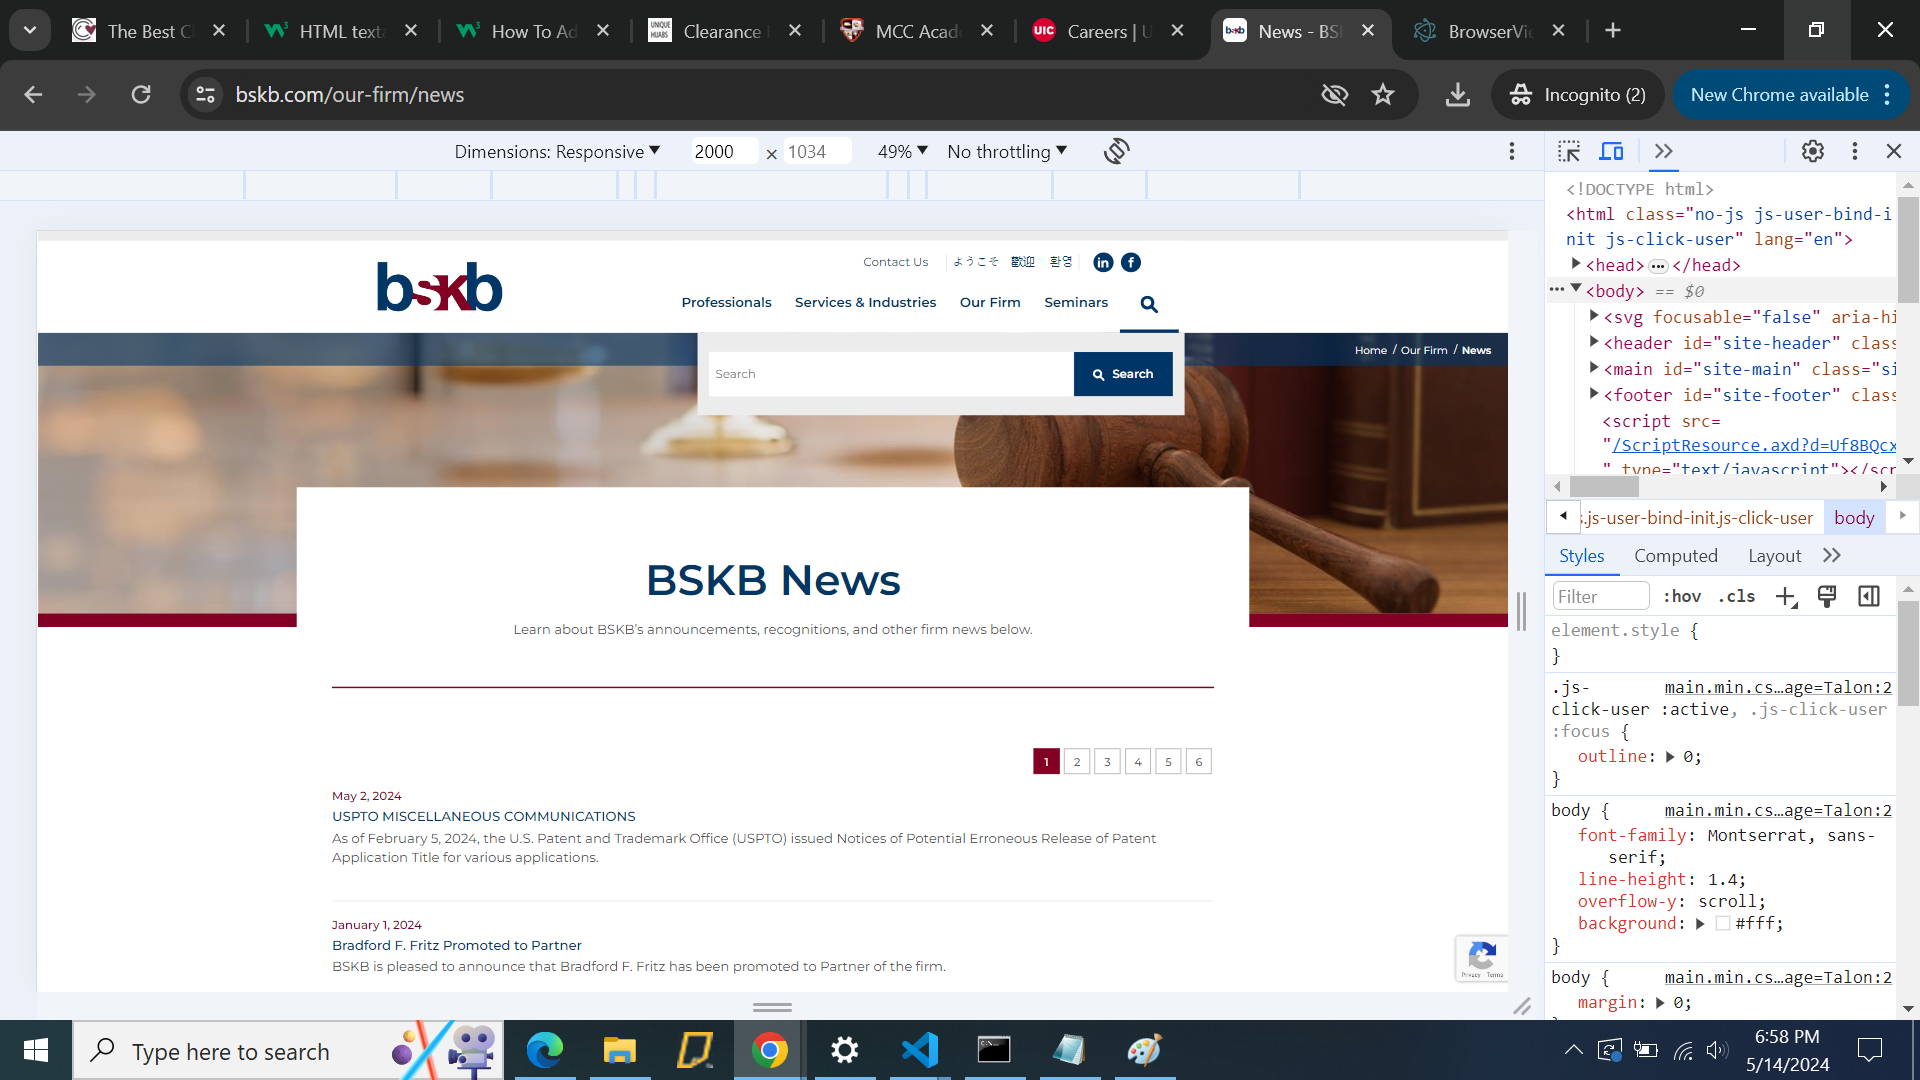 The Best C
HTML texta
How To Ad
UNIQUE HIJABS
Clearance
MCC Acad
UIC
Careers | U
bskb
News - BSK
BrowserVie
bskb.com/our-firm/news
Incognito (2)
New Chrome available
Dimensions: Responsive
2000 × 1034
49%
No throttling
<!DOCTYPE html>
<html class="no-js js-user-bind-i
nit js-click-user" lang="en">
<head> ••• </head>
••• <body> == $0
<svg focusable="false" aria-hi
<header id="site-header" class
<main id="site-main" class="si
<footer id="site-footer" class
<script src=
"/ScriptResource.axd?d=Uf8BQcx
" type="text/javascript"></scr
s.js-user-bind-init.js-click-user
body
Styles
Computed
Layout
Filter
:hov
.cls
element.style {
}
.js-
main.min.cs…age=Talon:2
click-user :active, .js-click-user
:focus {
outline: 0;
}
body {
main.min.cs…age=Talon:2
font-family: Montserrat, sans-
serif;
line-height: 1.4;
overflow-y: scroll;
background: #fff;
}
body {
main.min.cs…age=Talon:2
margin: 0;
bskb
Contact Us
ようこそ
歡迎
환영
in
f
Professionals
Services & Industries
Our Firm
Seminars
Home / Our Firm / News
Search
Search
BSKB News
Learn about BSKB's announcements, recognitions, and other firm news below.
1
2
3
4
5
6
May 2, 2024
USPTO MISCELLANEOUS COMMUNICATIONS
As of February 5, 2024, the U.S. Patent and Trademark Office (USPTO) issued Notices of Potential Erroneous Release of Patent
Application Title for various applications.
January 1, 2024
Bradford F. Fritz Promoted to Partner
BSKB is pleased to announce that Bradford F. Fritz has been promoted to Partner of the firm.
Privacy - Terms
Type here to search
6:58 PM
5/14/2024